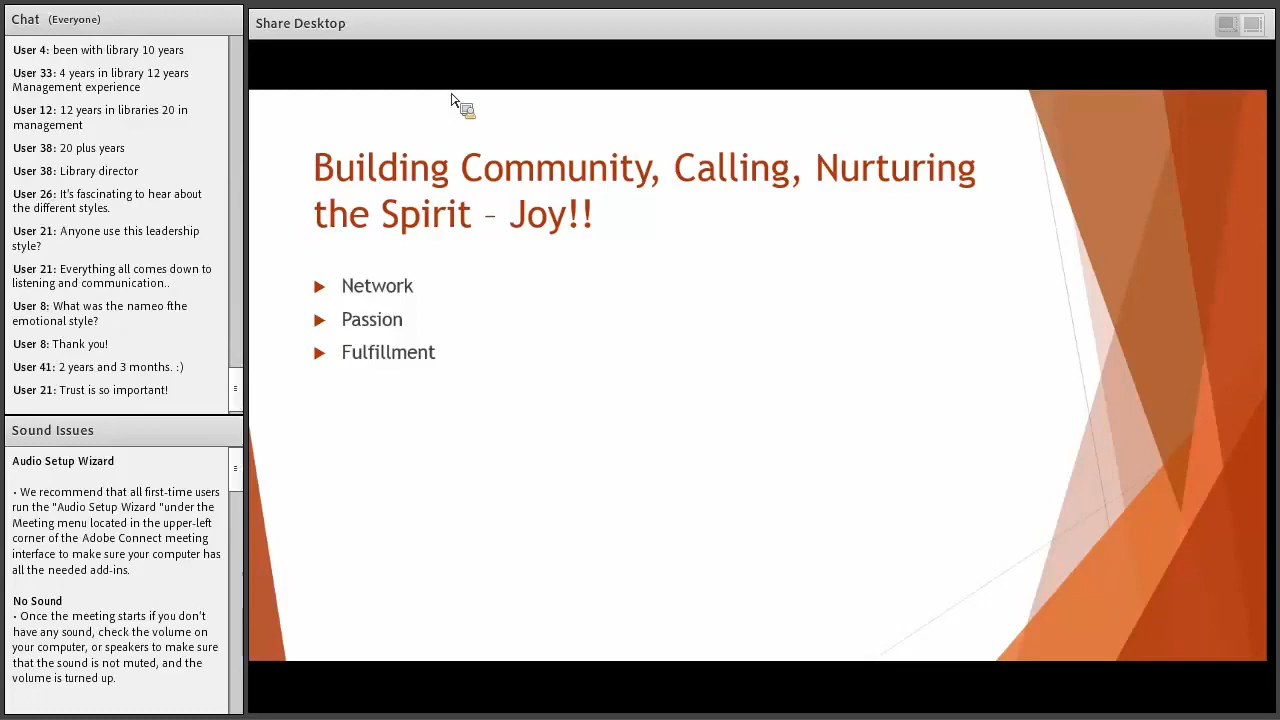 Chat (Everyone)
User 4: been with library 10 years
User 33: 4 years in library 12 years
Management experience
User 12: 12 years in libraries 20 in
management
User 38: 20 plus years
User 38: Library director
User 26: It's fascinating to hear about
the different styles.
User 21: Anyone use this leadership
style?
User 21: Everything all comes down to
listening and communication..
User 8: What was the nameo fthe
emotional style?
User 8: Thank you!
User 41: 2 years and 3 months. :)
User 21: Trust is so important!
Sound Issues
Audio Setup Wizard
• We recommend that all first-time users
run the "Audio Setup Wizard "under the
Meeting menu located in the upper-left
corner of the Adobe Connect meeting
interface to make sure your computer has
all the needed add-ins.
No Sound
• Once the meeting starts if you don't
have any sound, check the volume on
your computer, or speakers to make sure
that the sound is not muted, and the
volume is turned up.
Share Desktop
Building Community, Calling, Nurturing
the Spirit – Joy!!
Network
Passion
Fulfillment